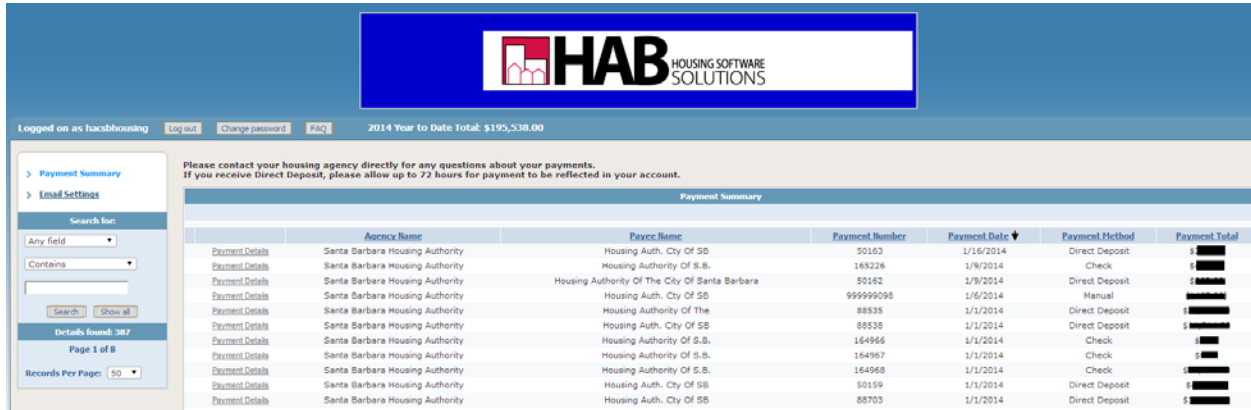 HAB HOUSING SOFTWARE SOLUTIONS
Logged on as hacsbhousing Log out Change password FAQ 2014 Year to Date Total: $195,538.00
Please contact your housing agency directly for any questions about your payments.
If you receive Direct Deposit, please allow up to 72 hours for payment to be reflected in your account.
Payment Summary
Email Settings
Search for:
Any field
Contains
Search Show all
Details found: 387
Page 1 of 8
Records Per Page: 50
Payment Summary
Agency Name Payee Name Payment Number Payment Date Payment Method Payment Total
Payment Details Santa Barbara Housing Authority Housing Auth. Cty Of SB 50163 1/16/2014 Direct Deposit $
Payment Details Santa Barbara Housing Authority Housing Authority Of S.B. 165226 1/9/2014 Check $
Payment Details Santa Barbara Housing Authority Housing Authority Of The City Of Santa Barbara 50162 1/9/2014 Direct Deposit $
Payment Details Santa Barbara Housing Authority Housing Auth. Cty Of SB 999999098 1/6/2014 Manual
Payment Details Santa Barbara Housing Authority Housing Authority Of The 88535 1/1/2014 Direct Deposit $
Payment Details Santa Barbara Housing Authority Housing Auth. City Of SB 88538 1/1/2014 Direct Deposit $
Payment Details Santa Barbara Housing Authority Housing Authority Of S.B. 164966 1/1/2014 Check $
Payment Details Santa Barbara Housing Authority Housing Authority Of S.B. 164967 1/1/2014 Check $
Payment Details Santa Barbara Housing Authority Housing Authority Of S.B. 164968 1/1/2014 Check $
Payment Details Santa Barbara Housing Authority Housing Auth. Cty Of SB 50159 1/1/2014 Direct Deposit $
Payment Details Santa Barbara Housing Authority Housing Auth. Cty Of SB 88703 1/1/2014 Direct Deposit $